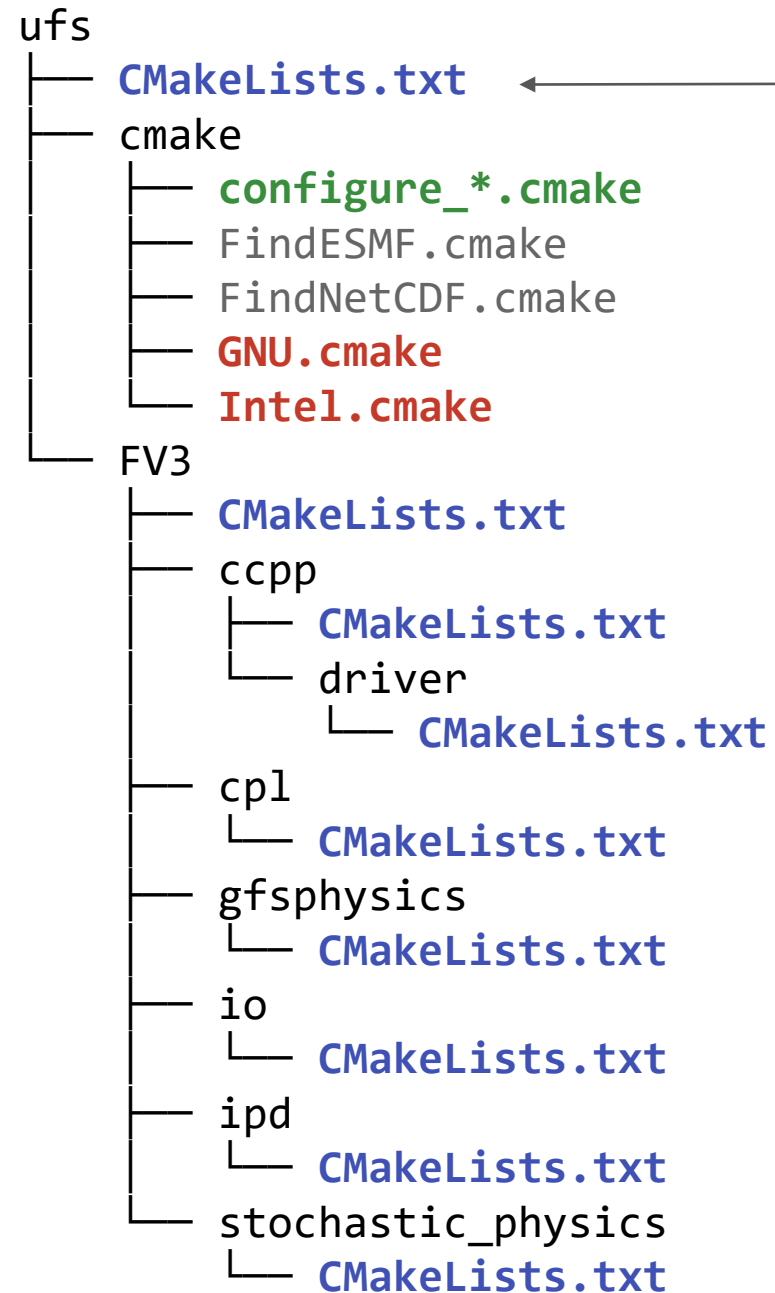 ufs
├── CMakeLists.txt
├── cmake
│   ├── configure_*.cmake
│   ├── FindESMF.cmake
│   ├── FindNetCDF.cmake
│   ├── GNU.cmake
│   └── Intel.cmake
└── FV3
    ├── CMakeLists.txt
    ├── ccpp
    │   ├── CMakeLists.txt
    │   └── driver
    │       └── CMakeLists.txt
    ├── cpl
    │   └── CMakeLists.txt
    ├── gfsphysics
    │   └── CMakeLists.txt
    ├── io
    │   └── CMakeLists.txt
    ├── ipd
    │   └── CMakeLists.txt
    └── stochastic_physics
        └── CMakeLists.txt